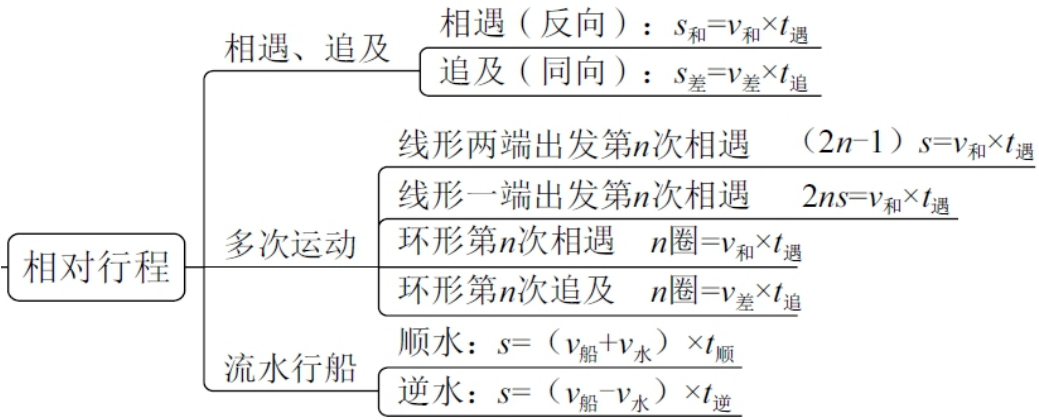 相遇、追及
相遇（反向）：s和=v和×t遇
追及（同向）：s差=v差×t追
线形两端出发第n次相遇 （2n-1）s=v和×t遇
线形一端出发第n次相遇 2ns=v和×t遇
相对行程
多次运动
环形第n次相遇 n圈=v和×t遇
环形第n次追及 n圈=v差×t追
流水行船
顺水：s=（v船+v水）×t顺
逆水：s=（v船-v水）×t逆